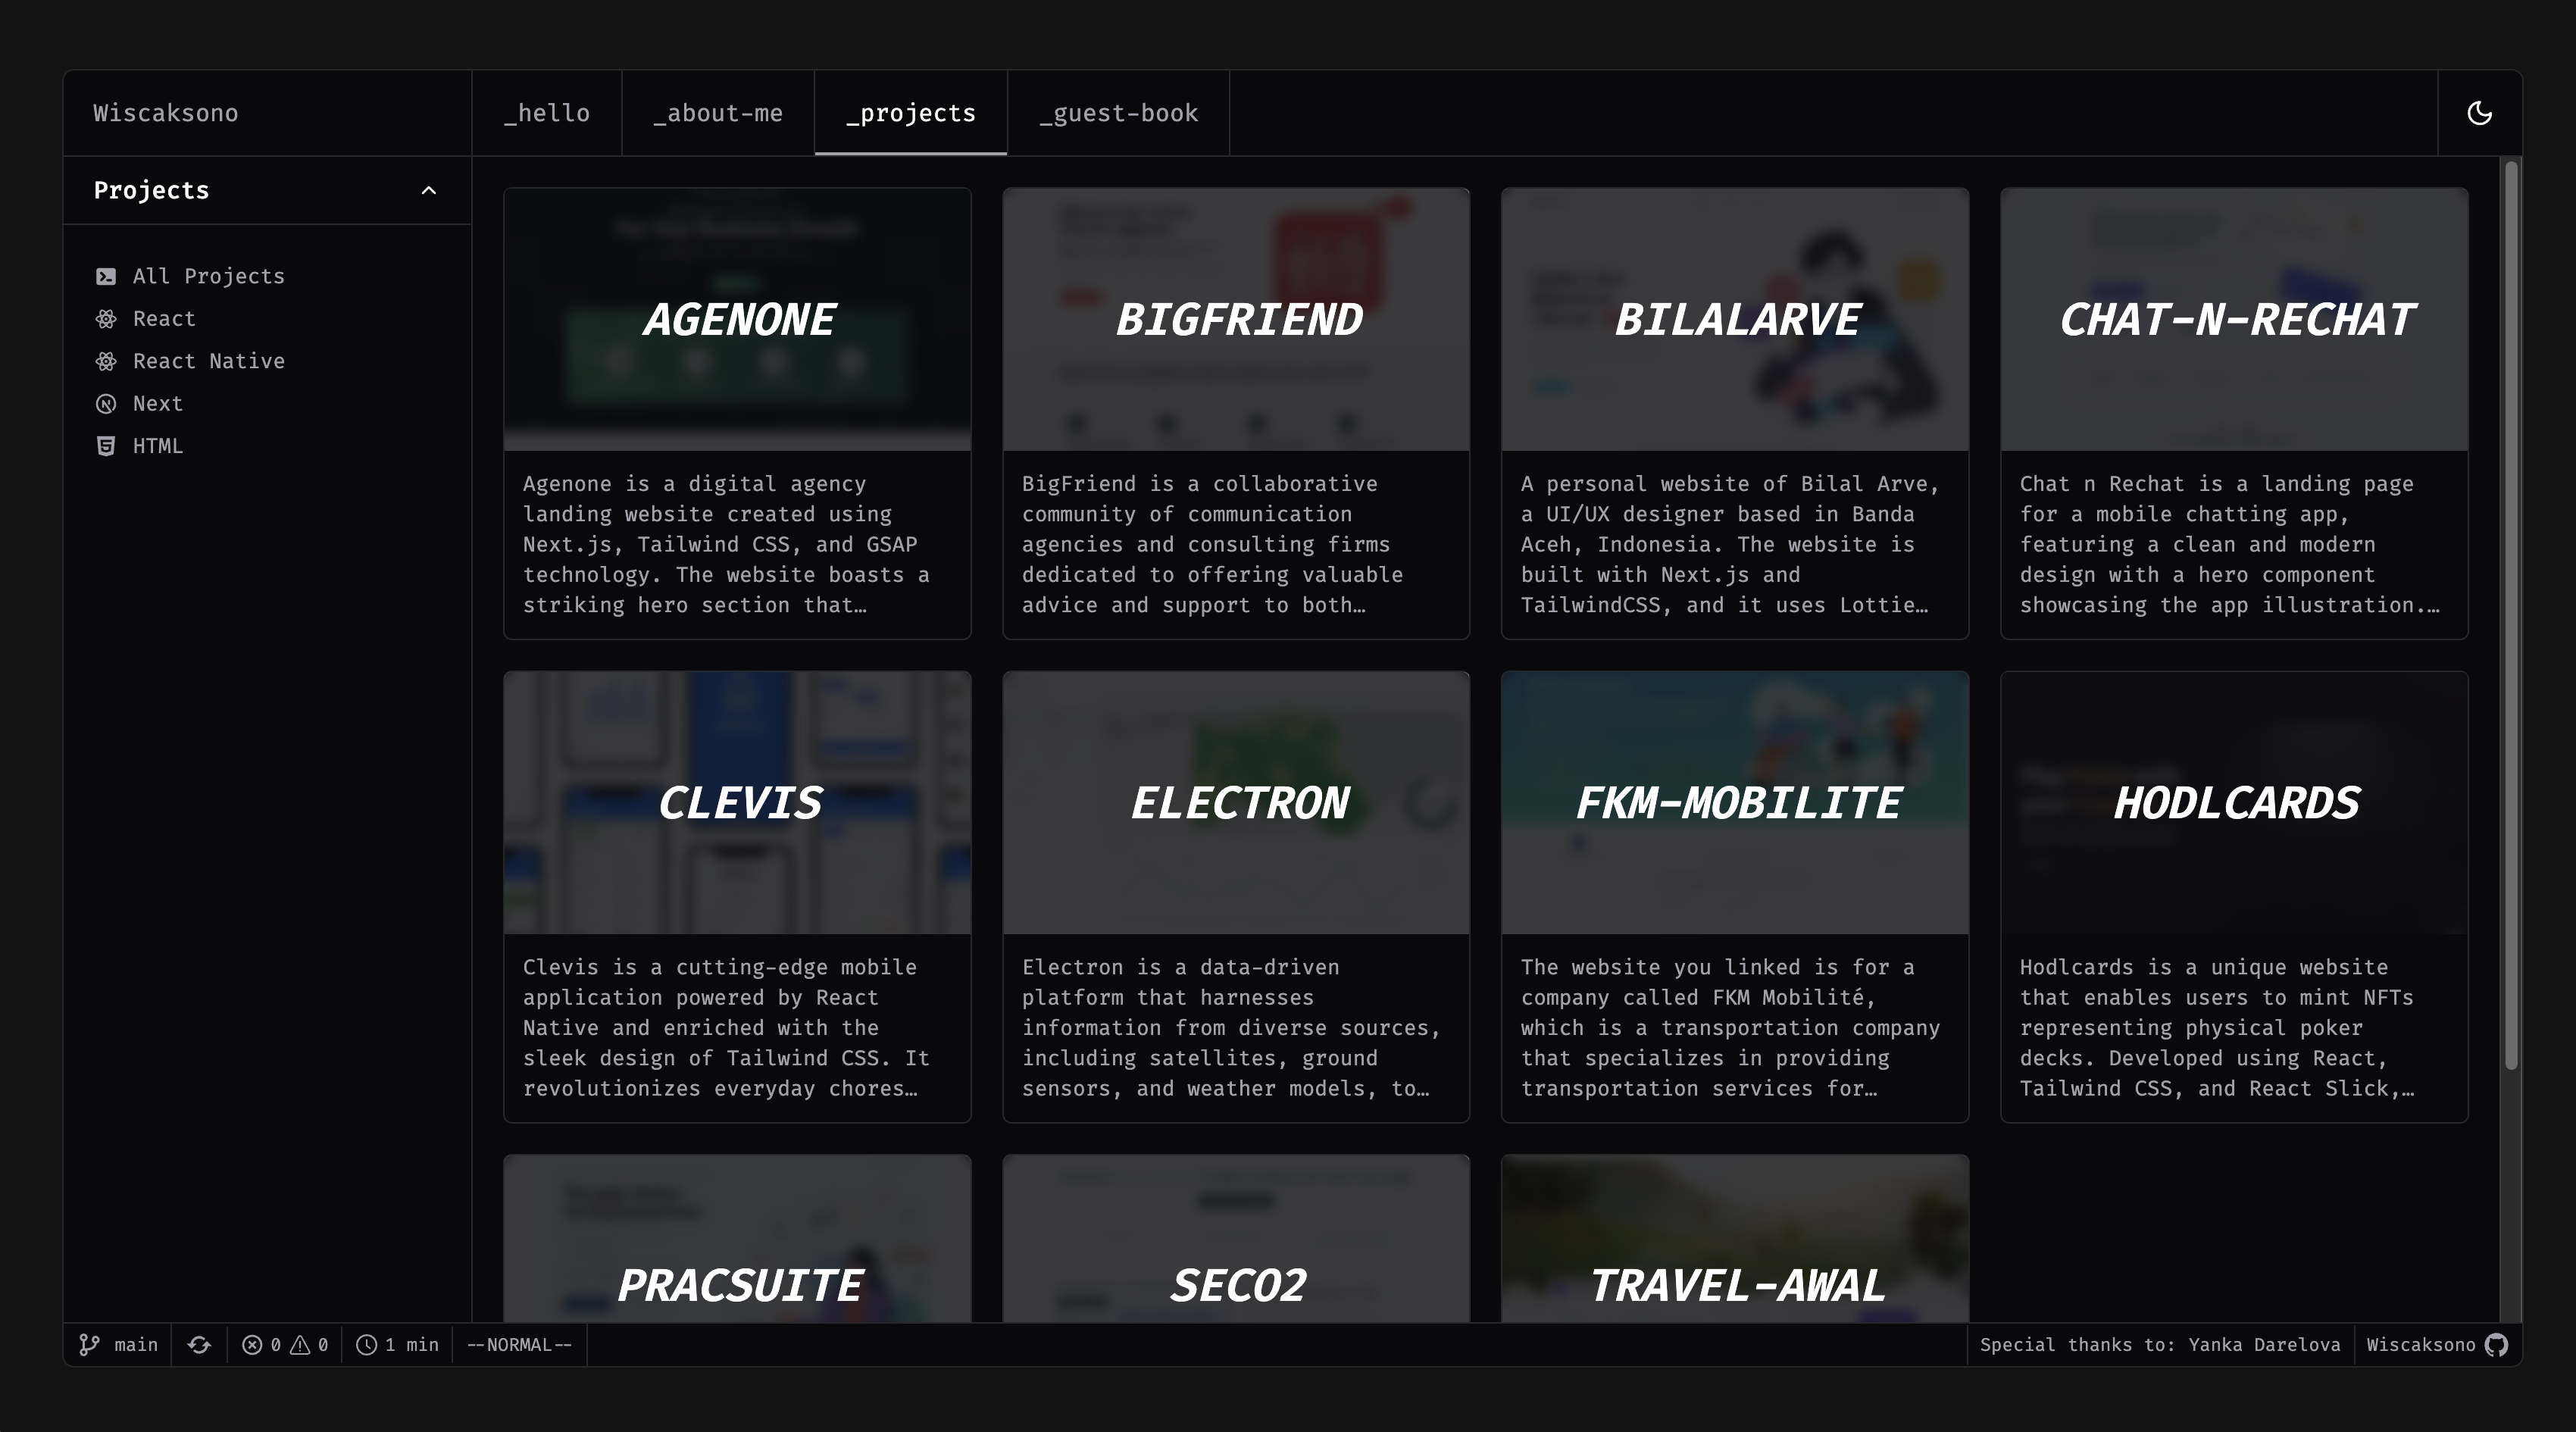 Wiscaksono
_hello
_about-me
_projects
_guest-book
Projects
All Projects
React
React Native
Next
HTML
AGENONE
Agenone is a digital agency
landing website created using
Next.js, Tailwind CSS, and GSAP
technology. The website boasts a
striking hero section that…
BIGFRIEND
BigFriend is a collaborative
community of communication
agencies and consulting firms
dedicated to offering valuable
advice and support to both…
BILALARVE
A personal website of Bilal Arve,
a UI/UX designer based in Banda
Aceh, Indonesia. The website is
built with Next.js and
TailwindCSS, and it uses Lottie…
CHAT-N-RECHAT
Chat n Rechat is a landing page
for a mobile chatting app,
featuring a clean and modern
design with a hero component
showcasing the app illustration.…
CLEVIS
Clevis is a cutting-edge mobile
application powered by React
Native and enriched with the
sleek design of Tailwind CSS. It
revolutionizes everyday chores…
ELECTRON
Electron is a data-driven
platform that harnesses
information from diverse sources,
including satellites, ground
sensors, and weather models, to…
FKM-MOBILITE
The website you linked is for a
company called FKM Mobilité,
which is a transportation company
that specializes in providing
transportation services for…
HODLCARDS
Hodlcards is a unique website
that enables users to mint NFTs
representing physical poker
decks. Developed using React,
Tailwind CSS, and React Slick,…
PRACSUITE
SECO2
TRAVEL-AWAL
main
0
0
1 min
--NORMAL--
Special thanks to: Yanka Darelova
Wiscaksono